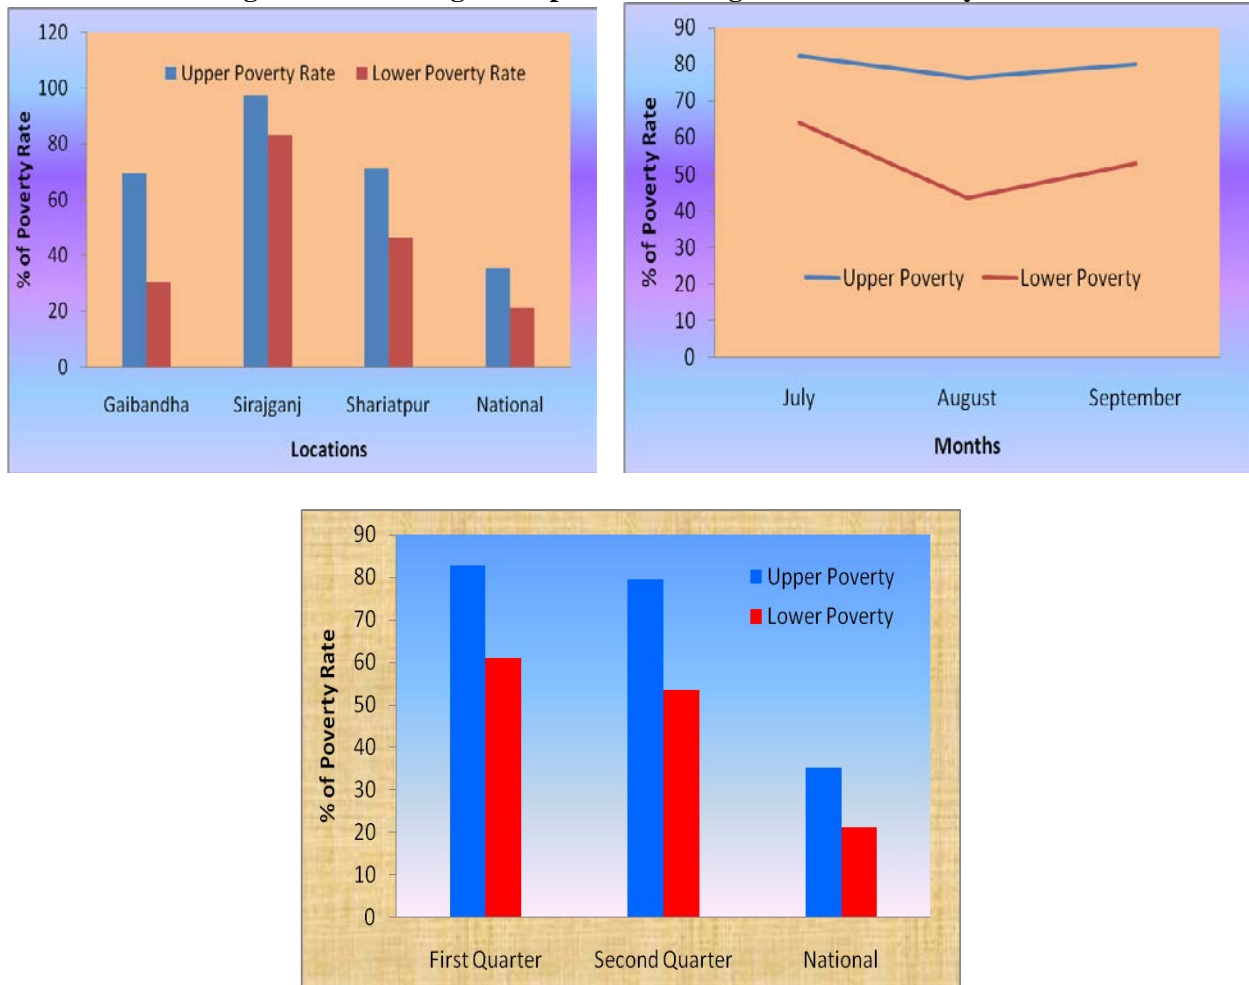 120
100
80
60
40
20
0
% of Poverty Rate
Upper Poverty Rate
Lower Poverty Rate
Gaibandha
Sirajganj
Shariatpur
National
Locations
90
80
70
60
50
40
30
20
10
0
% of Poverty Rate
Upper Poverty
Lower Poverty
July
August
September
Months
90
80
70
60
50
40
30
20
10
0
% of Poverty Rate
Upper Poverty
Lower Poverty
First Quarter
Second Quarter
National